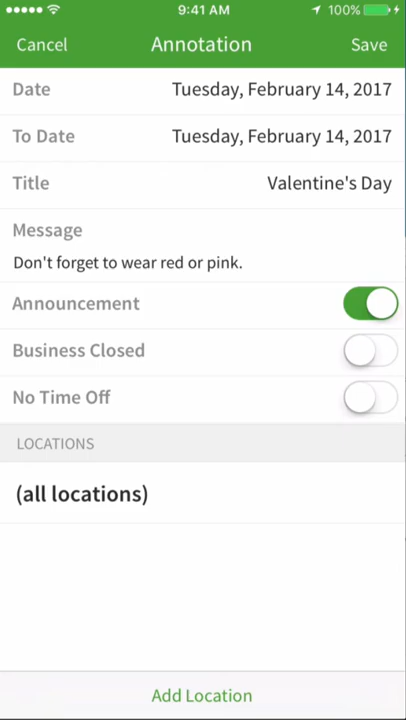 9:41 AM 100%
Cancel Annotation Save
Date Tuesday, February 14, 2017
To Date Tuesday, February 14, 2017
Title Valentine's Day
Message
Don't forget to wear red or pink.
Announcement
Business Closed
No Time Off
LOCATIONS
(all locations)
Add Location